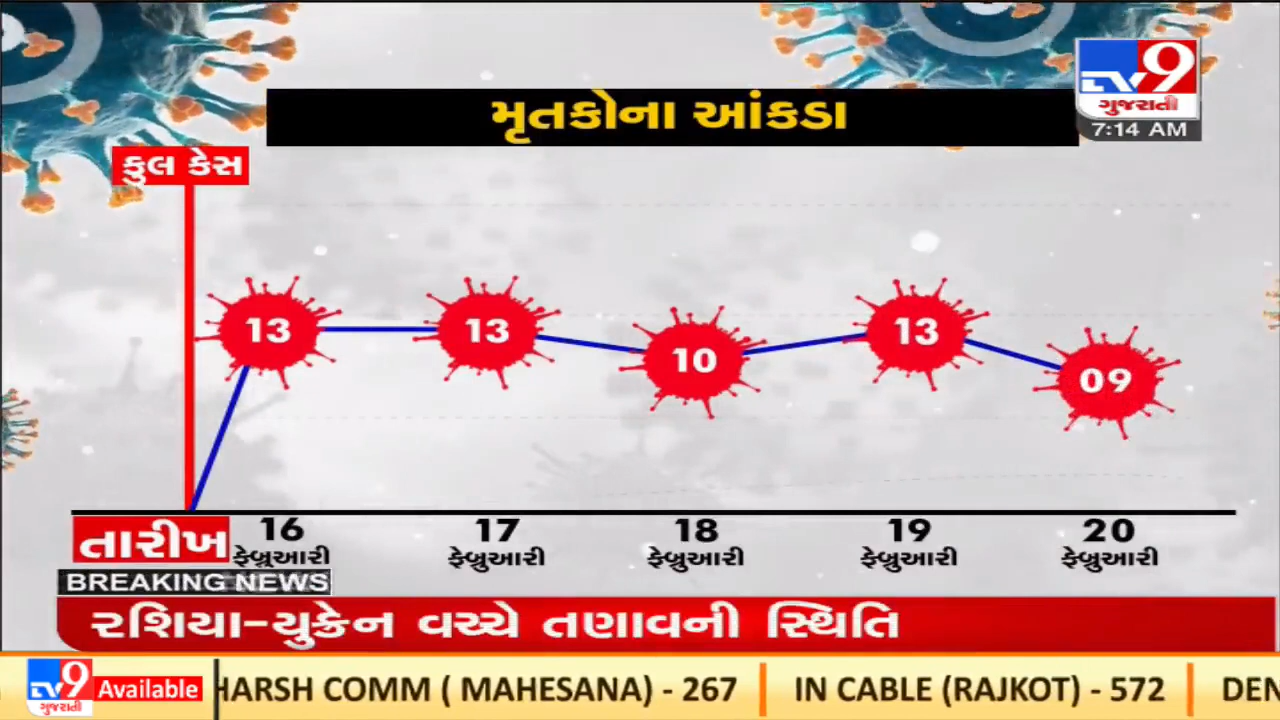 મૃતકોના આંકડા
TV9
ગુજરાતી
7:14 AM
કુલ કેસ
13 13 10 13 09
તારીખ
16 17 18 19 20
ફેબ્રુઆરી ફેબ્રુઆરી ફેબ્રુઆરી ફેબ્રુઆરી ફેબ્રુઆરી
BREAKING NEWS
રશિયા-યુક્રેન વચ્ચે તણાવની સ્થિતિ
TV9 ગુજરાતી Available HARSH COMM ( MAHESANA) - 267 IN CABLE (RAJKOT) - 572 DEN